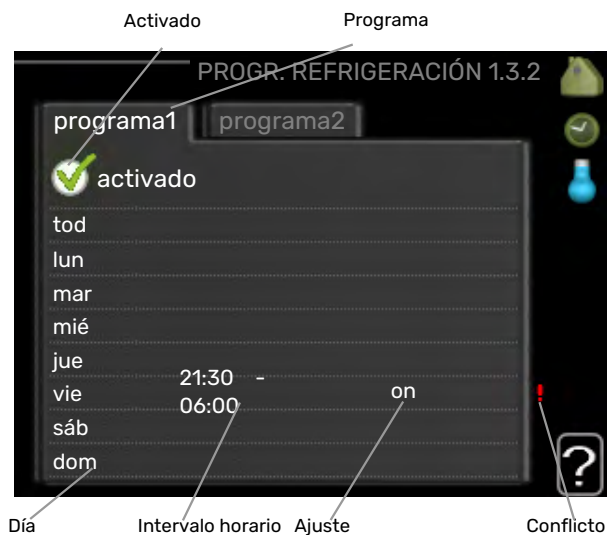 Activado
Programa
PROGR. REFRIGERACIÓN 1.3.2
programa1
programa2
activado
tod
lun
mar
mié
jue
vie
21:30 -
06:00
on
!
sáb
dom
?
Día
Intervalo horario
Ajuste
Conflicto